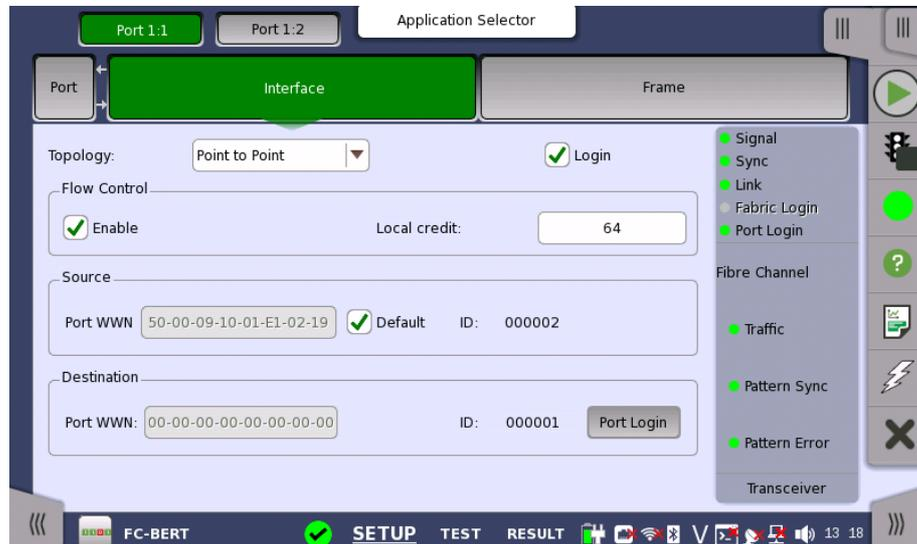 Application Selector
Port 1:1
Port 1:2
Port
Interface
Frame
Topology:
Point to Point
Login
Flow Control
Enable
Local credit:
64
Source
Port WWN
50-00-09-10-01-E1-02-19
Default
ID:
000002
Destination
Port WWN:
00-00-00-00-00-00-00-00
ID:
000001
Port Login
Signal
Sync
Link
Fabric Login
Port Login
Fibre Channel
Traffic
Pattern Sync
Pattern Error
Transceiver
FC-BERT
SETUP
TEST
RESULT
V
13 18